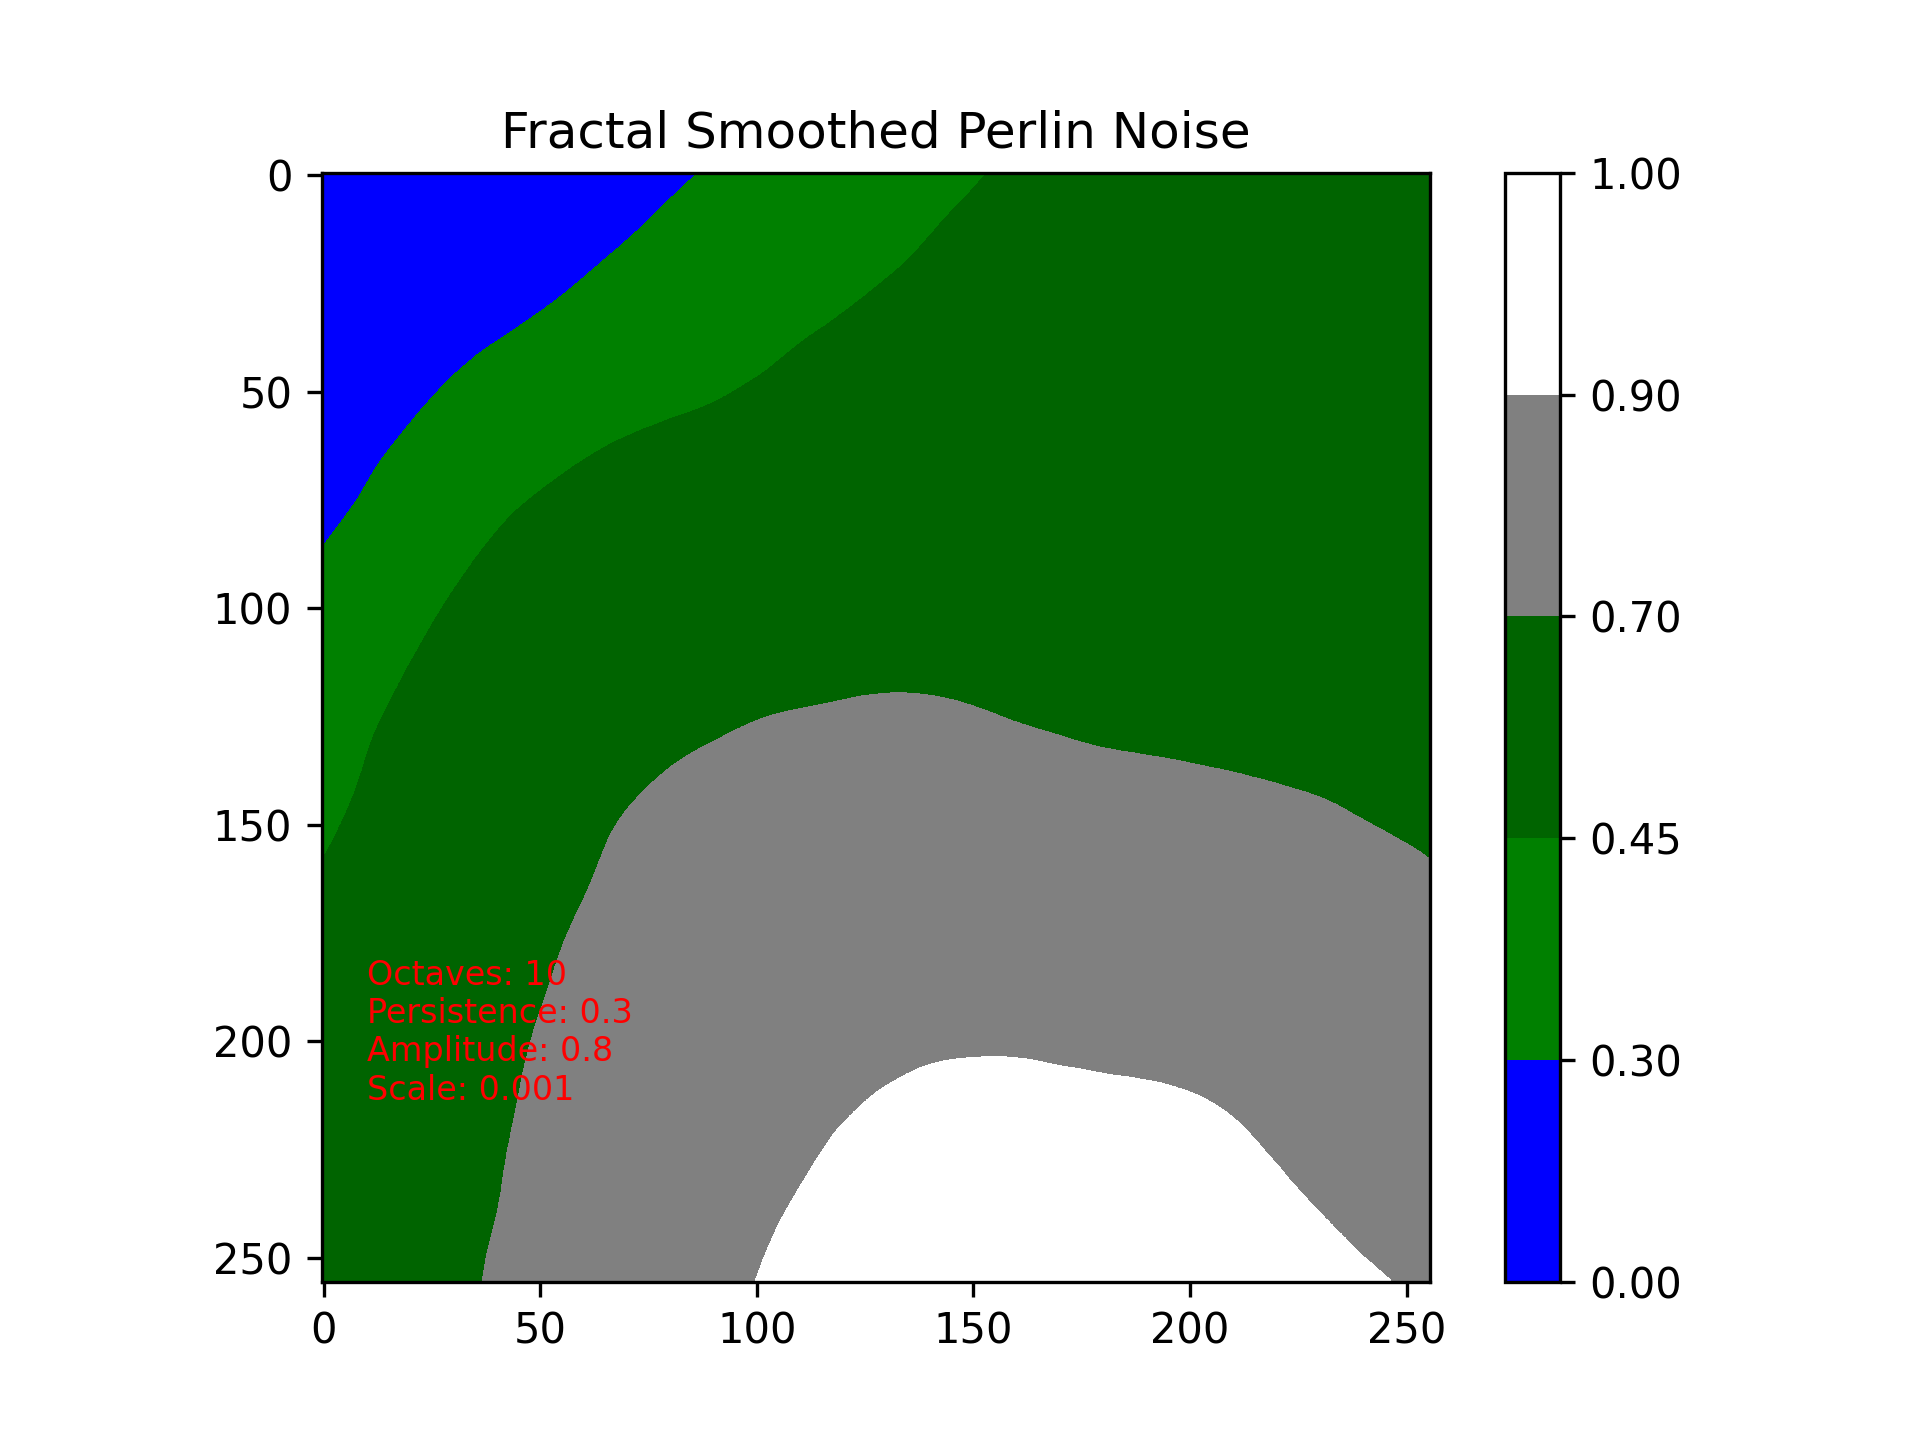 Fractal Smoothed Perlin Noise
0
50
100
150
200
250
Octaves: 10
Persistence: 0.3
Amplitude: 0.8
Scale: 0.001
0 50 100 150 200 250
1.00
0.90
0.70
0.45
0.30
0.00